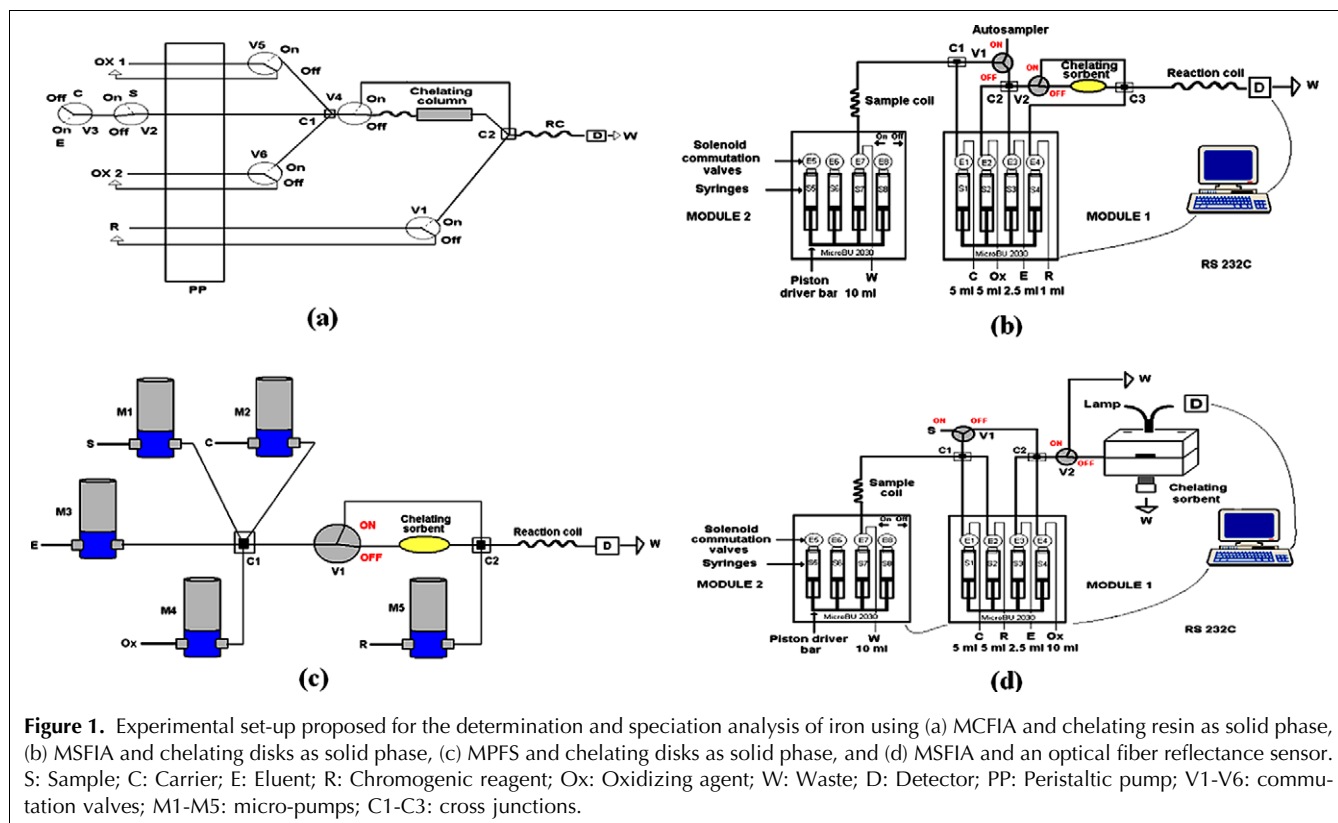 OX 1
V5
On
Off
Off
C
On
S
On
V3
Off
V2
E
V4
On
Off
C1
Chelating
column
C2
RC
D
W
OX 2
V6
On
Off
R
V1
On
Off
PP
(a)
Autosampler
C1
V1
ON
OFF
ON
OFF
C2
V2
Chelating
sorbent
C3
Reaction coil
D
W
Sample coil
Solenoid
commutation
valves
Syringes
MODULE 2
E5 E6 E7 E8
On Off
S5 S6 S7 S8
MicroBU 2030
Piston
driver bar
W
10 ml
E1 E2 E3 E4
S1 S2 S3 S4
MODULE 1
MicroBU 2030
C Ox E R
5 ml 5 ml 2.5 ml 1 ml
RS 232C
(b)
M1
M2
S
C
M3
E
C1
M4
Ox
ON
OFF
V1
Chelating
sorbent
C2
Reaction coil
D
W
M5
R
(c)
W
Lamp
D
ON
OFF
S
V1
C1
C2
ON
OFF
V2
Chelating
sorbent
W
Sample
coil
Solenoid
commutation
valves
Syringes
MODULE 2
E5 E6 E7 E8
On Off
S5 S6 S7 S8
MicroBU 2030
Piston driver
bar
W
10 ml
E1 E2 E3 E4
S1 S2 S3 S4
MODULE 1
MicroBU 2030
C R E Ox
5 ml 5 ml 2.5 ml 10 ml
RS 232C
(d)
Figure 1. Experimental set-up proposed for the determination and speciation analysis of iron using (a) MCFIA and chelating resin as solid phase,
(b) MSFIA and chelating disks as solid phase, (c) MPFS and chelating disks as solid phase, and (d) MSFIA and an optical fiber reflectance sensor.
S: Sample; C: Carrier; E: Eluent; R: Chromogenic reagent; Ox: Oxidizing agent; W: Waste; D: Detector; PP: Peristaltic pump; V1-V6: commu-
tation valves; M1-M5: micro-pumps; C1-C3: cross junctions.